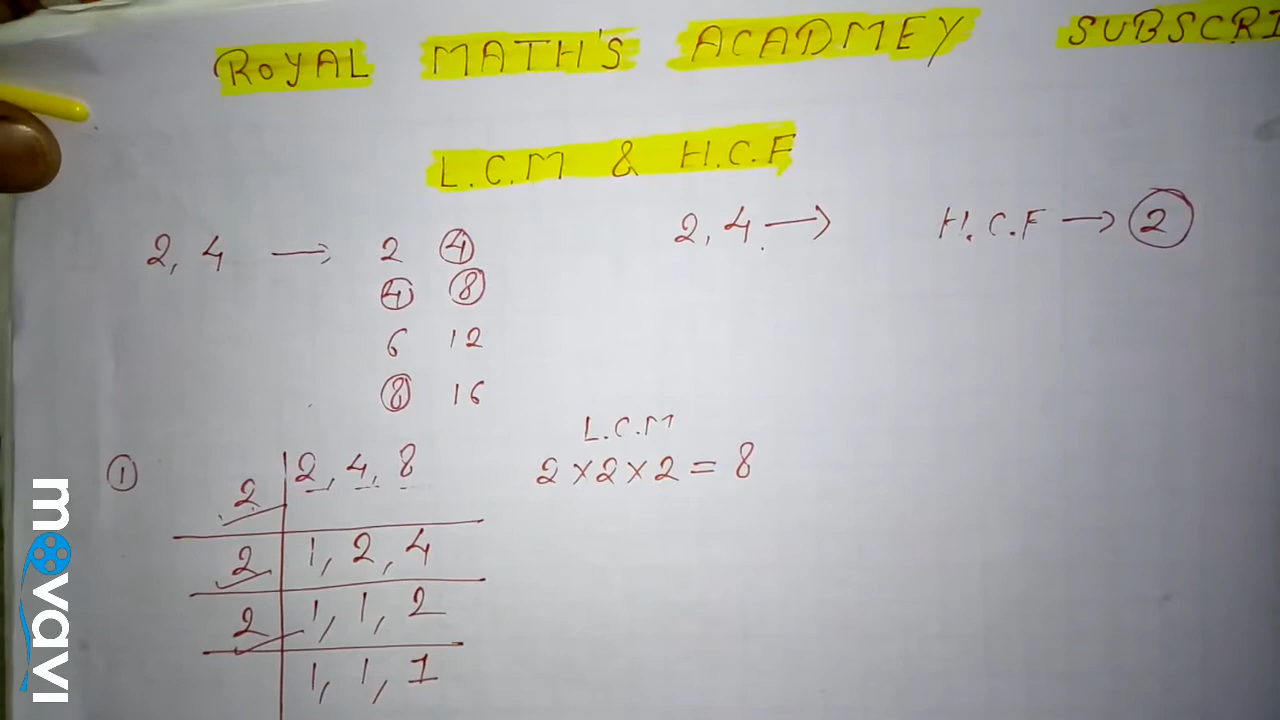 ROYAL MATH'S ACADMEY SUBSCRI
L.C.M & H.C.F
2, 4 → 2 4
4 8
6 12
8 16
2, 4 → H.C.F → 2
① 2 | 2, 4, 8
2 | 1, 2, 4
2 | 1, 1, 2
1, 1, 1
L.C.M
2×2×2 = 8
movavi